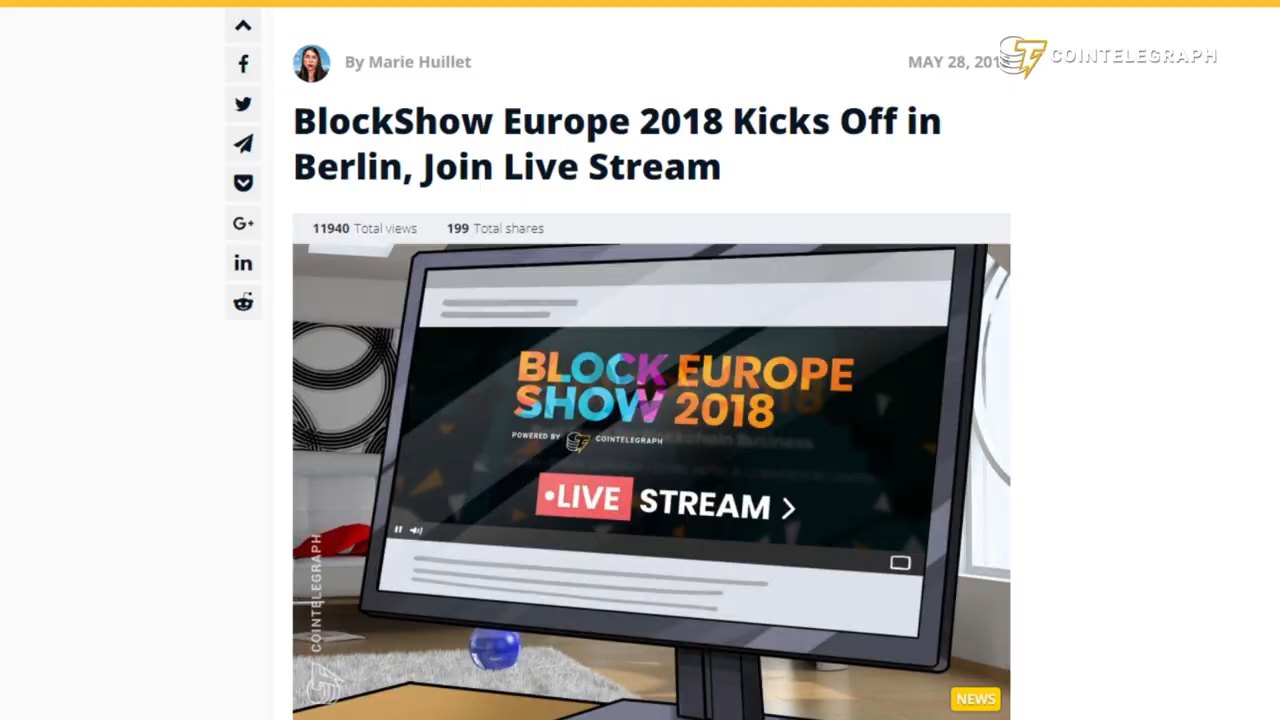 By Marie Huillet
MAY 28, 201
COINTELEGRAPH
BlockShow Europe 2018 Kicks Off in
Berlin, Join Live Stream
11940 Total views 199 Total shares
BLOCK EUROPE
SHOW 2018
POWERED BY COINTELEGRAPH
•LIVE STREAM >
COINTELEGRAPH
NEWS